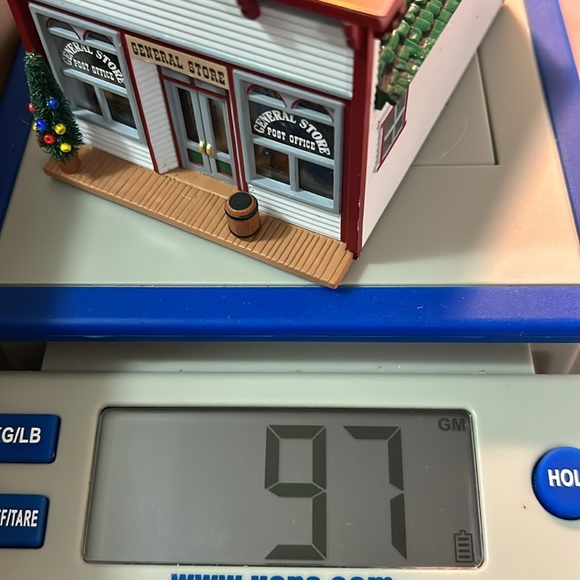 GENERAL STORE
POST OFFICE
GENERAL STORE
GENERAL STORE
POST OFFICE
GM
97
G/LB
HOL
F/TARE